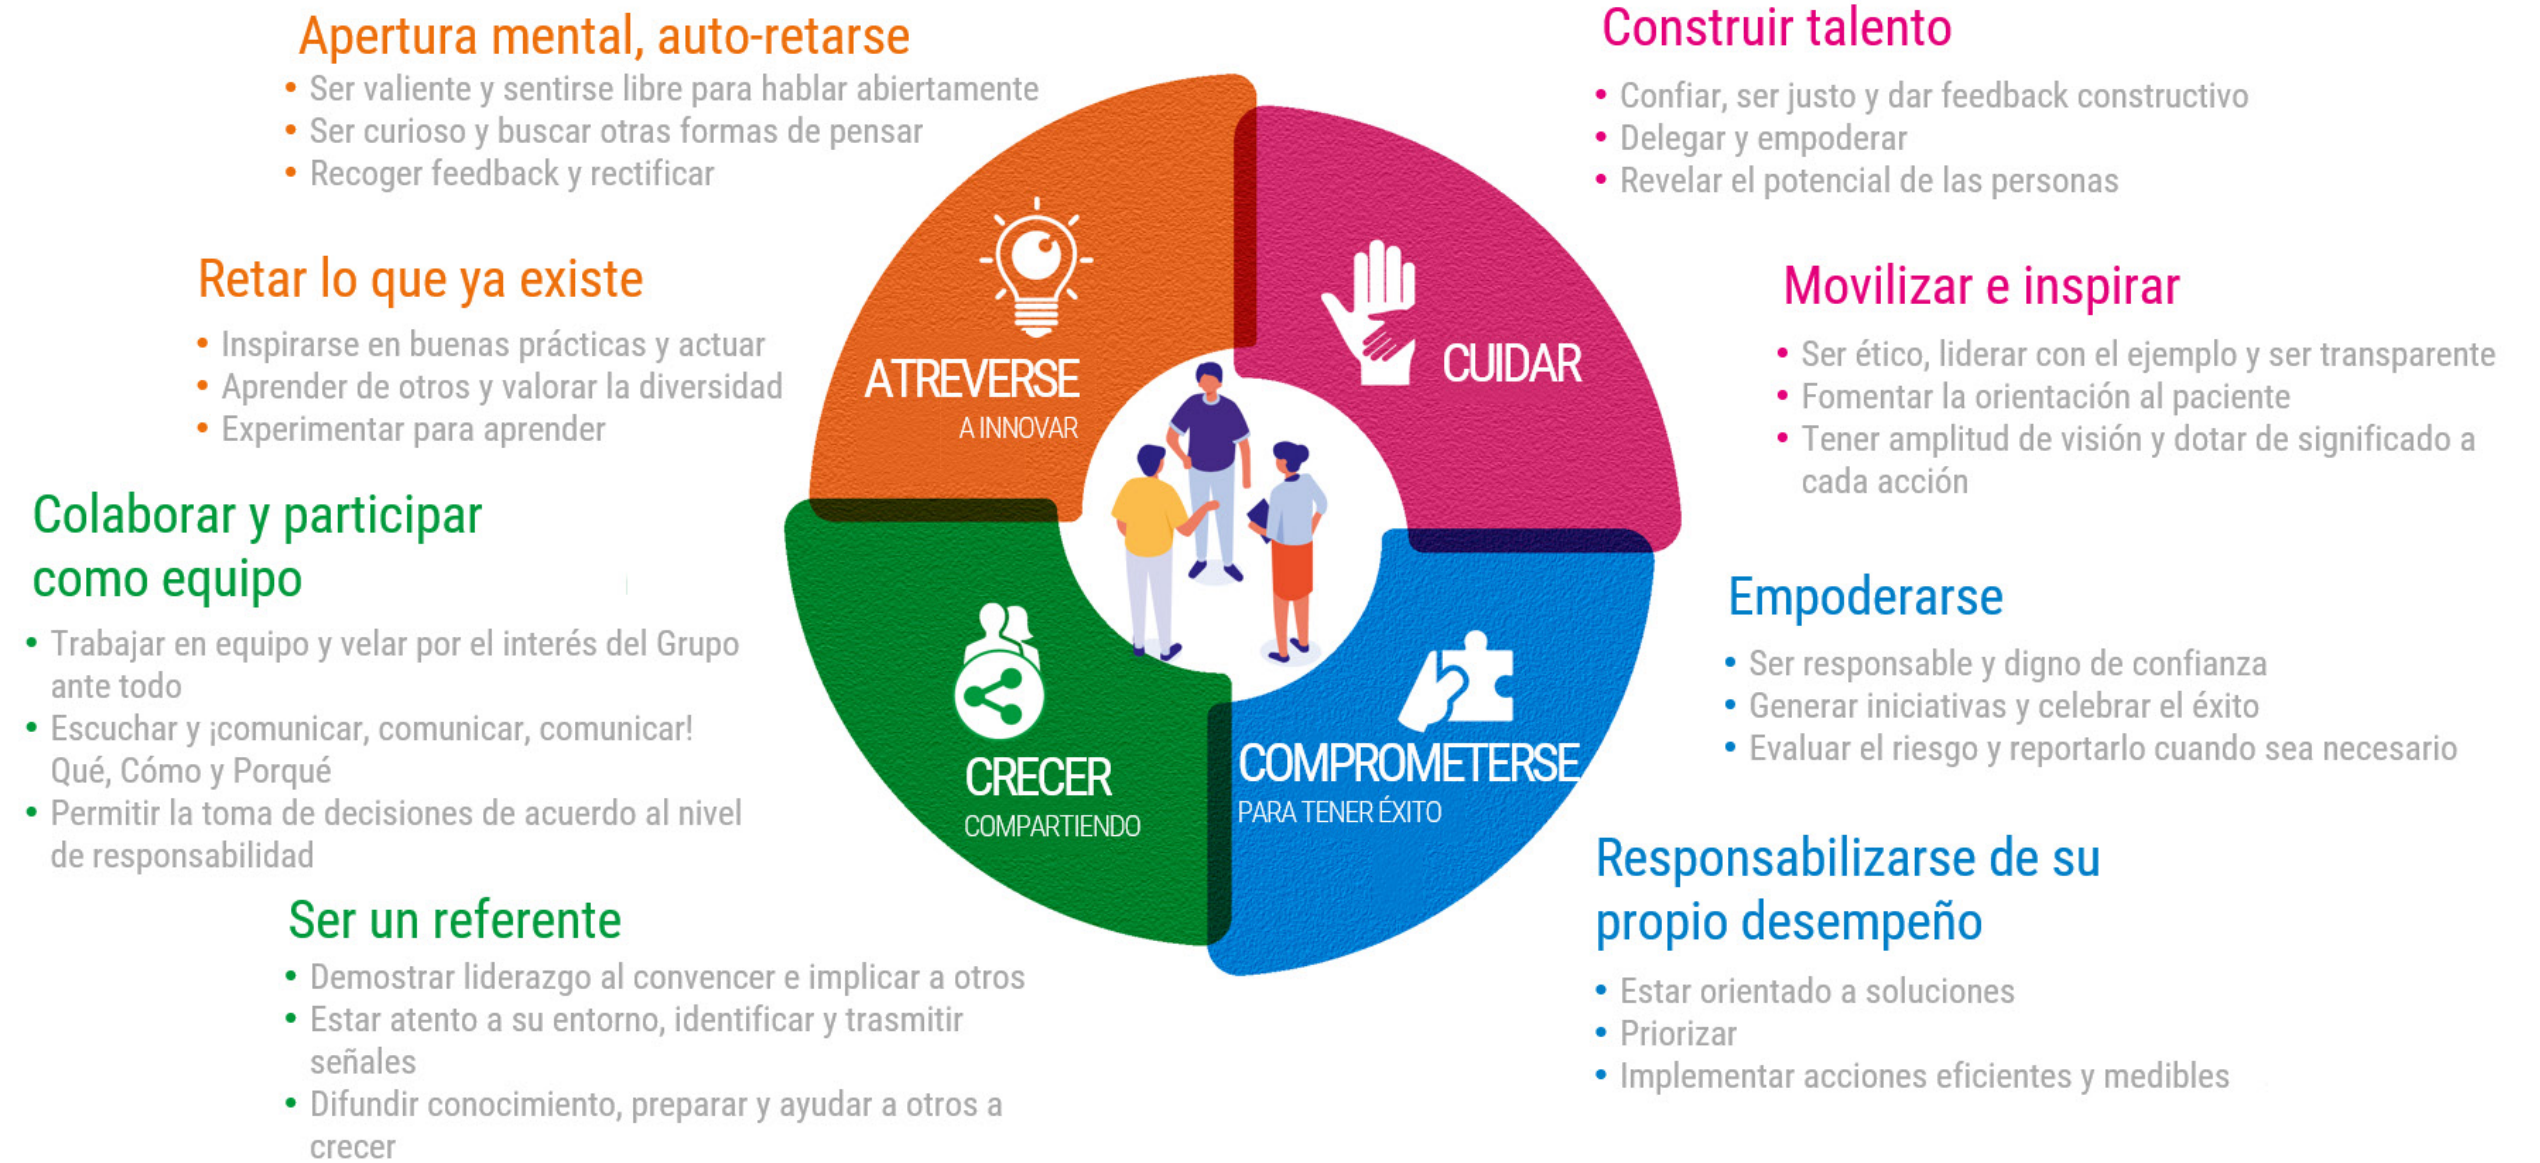 Apertura mental, auto-retarse
• Ser valiente y sentirse libre para hablar abiertamente
• Ser curioso y buscar otras formas de pensar
• Recoger feedback y rectificar
Retar lo que ya existe
• Inspirarse en buenas prácticas y actuar
• Aprender de otros y valorar la diversidad
• Experimentar para aprender
Colaborar y participar
como equipo
• Trabajar en equipo y velar por el interés del Grupo
ante todo
• Escuchar y ¡comunicar, comunicar, comunicar!
Qué, Cómo y Porqué
• Permitir la toma de decisiones de acuerdo al nivel
de responsabilidad
Ser un referente
• Demostrar liderazgo al convencer e implicar a otros
• Estar atento a su entorno, identificar y trasmitir
señales
• Difundir conocimiento, preparar y ayudar a otros a
crecer
ATREVERSE
A INNOVAR
CUIDAR
CRECER
COMPARTIENDO
COMPROMETERSE
PARA TENER ÉXITO
Construir talento
• Confiar, ser justo y dar feedback constructivo
• Delegar y empoderar
• Revelar el potencial de las personas
Movilizar e inspirar
• Ser ético, liderar con el ejemplo y ser transparente
• Fomentar la orientación al paciente
• Tener amplitud de visión y dotar de significado a
cada acción
Empoderarse
• Ser responsable y digno de confianza
• Generar iniciativas y celebrar el éxito
• Evaluar el riesgo y reportarlo cuando sea necesario
Responsabilizarse de su
propio desempeño
• Estar orientado a soluciones
• Priorizar
• Implementar acciones eficientes y medibles